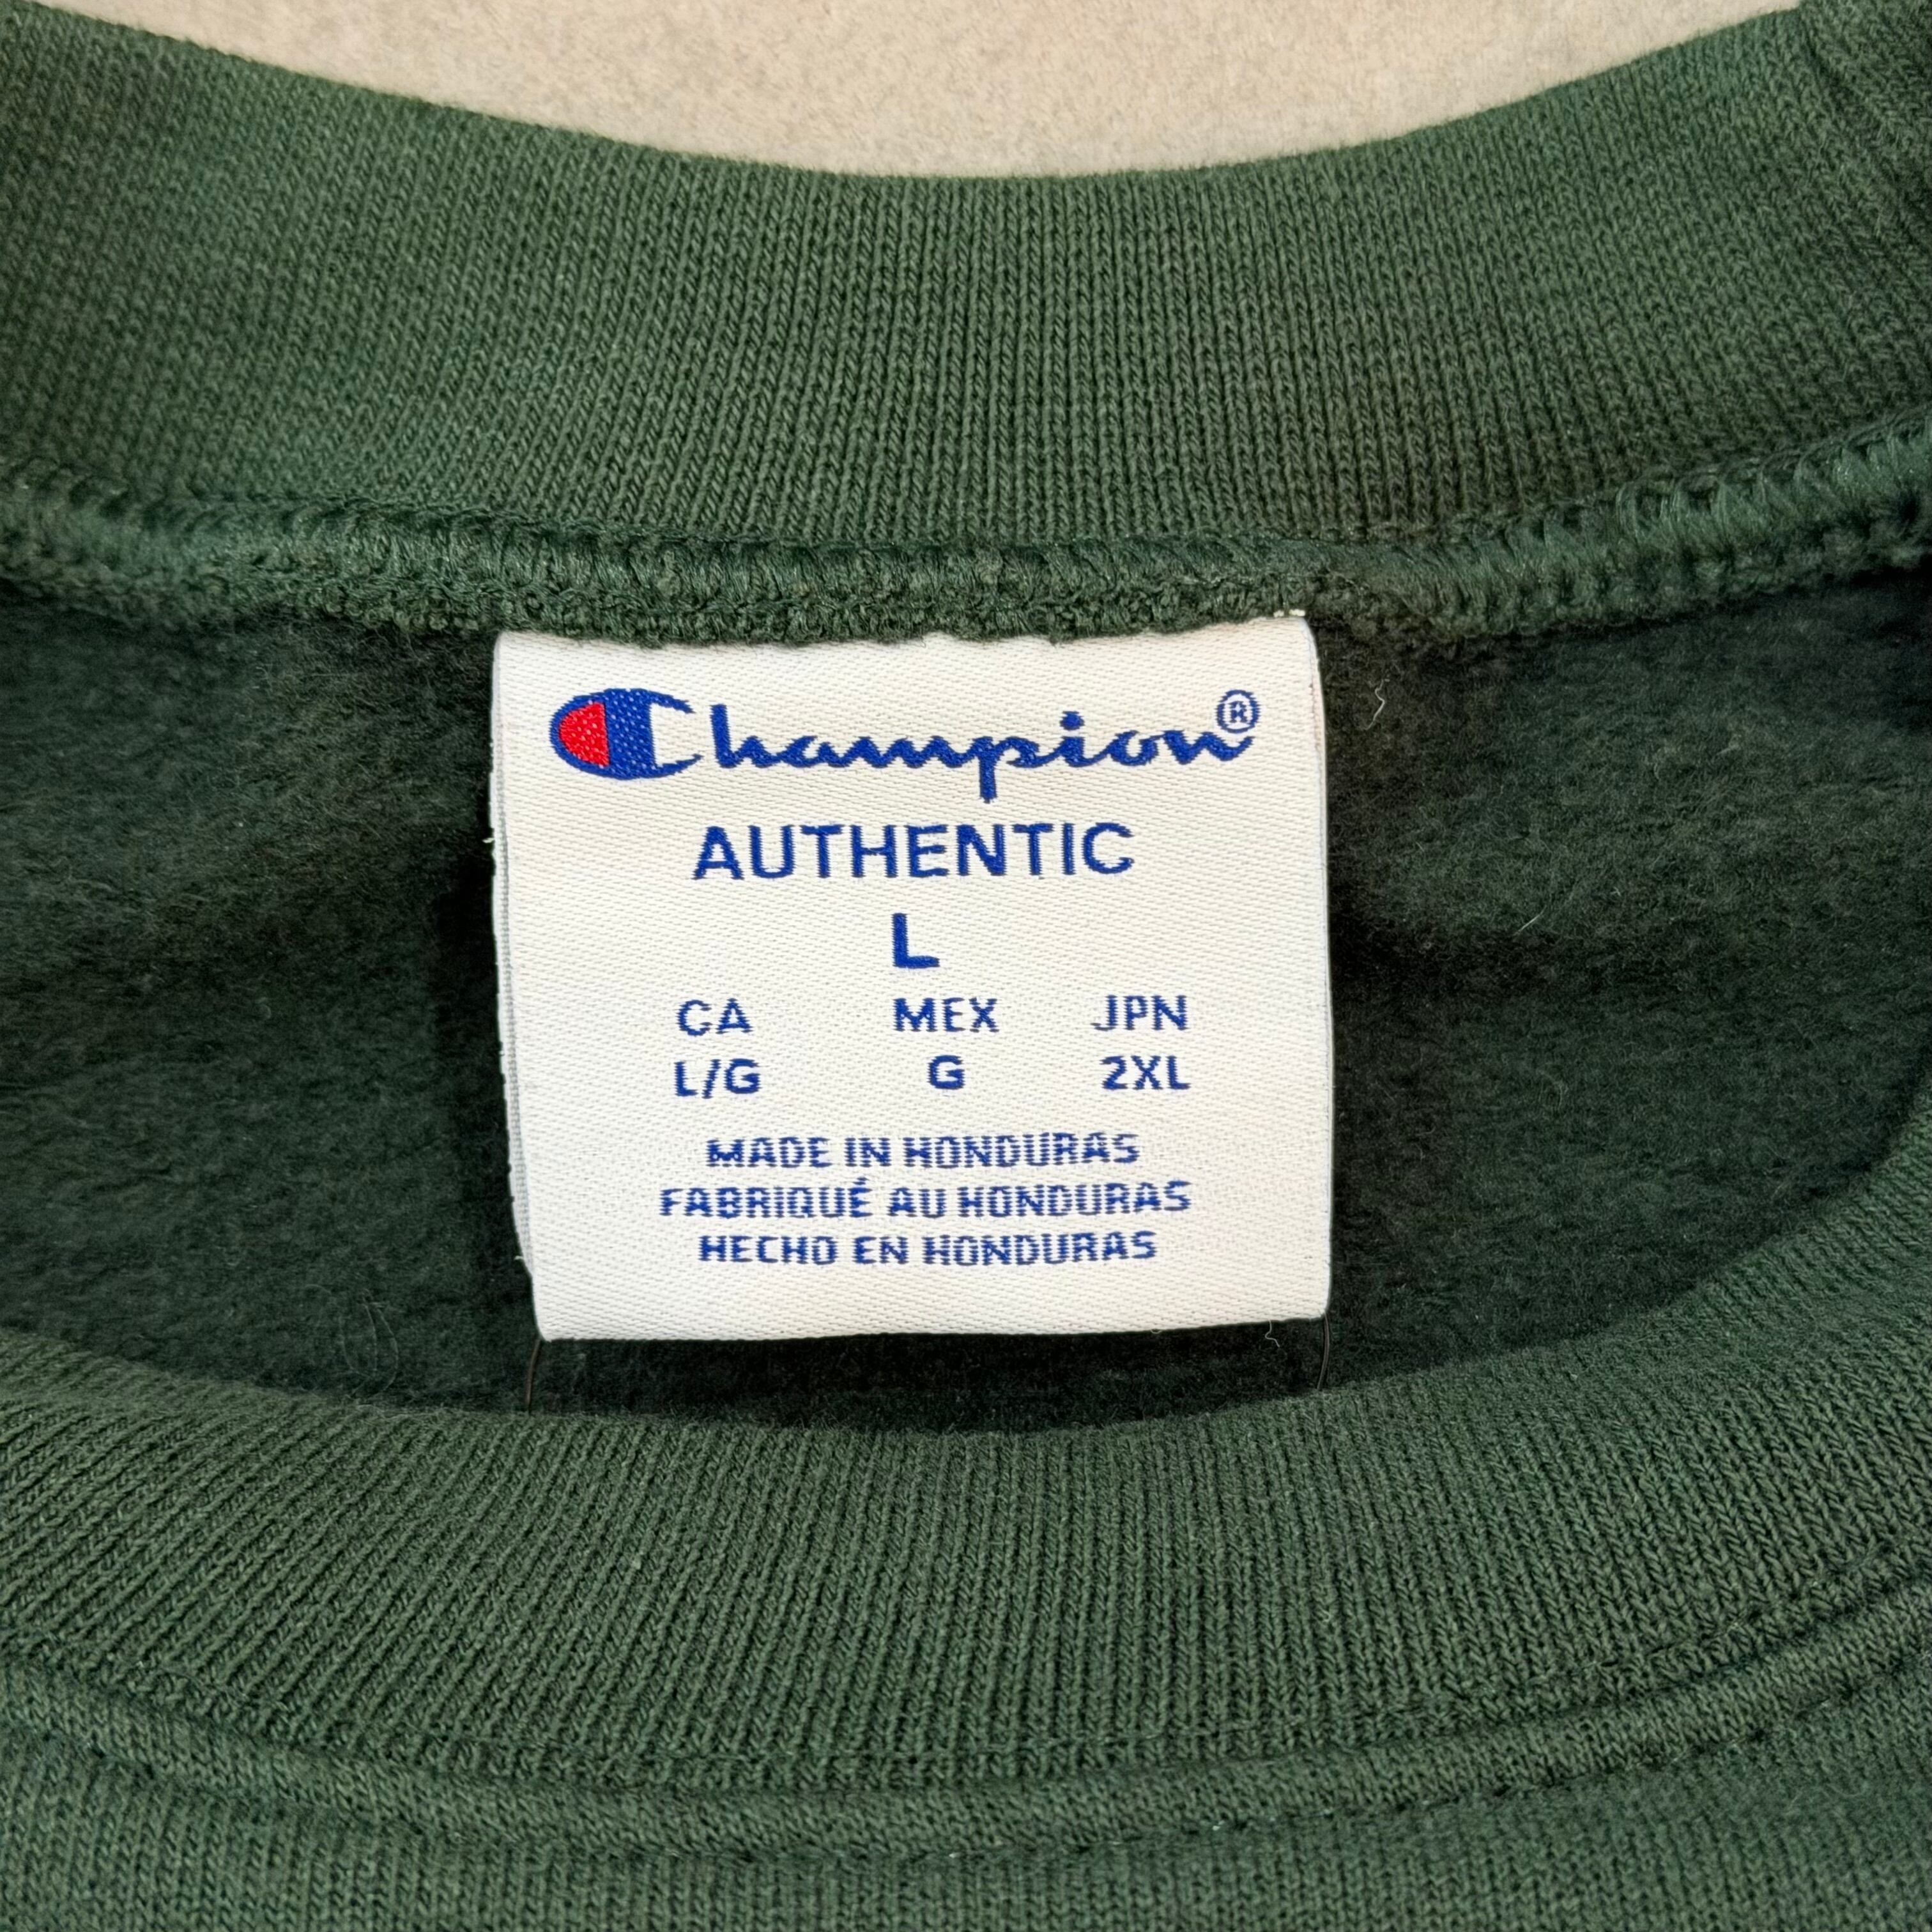 Champion®
AUTHENTIC
L
CA MEX JPN
L/G G 2XL
MADE IN HONDURAS
FABRIQUÉ AU HONDURAS
HECHO EN HONDURAS